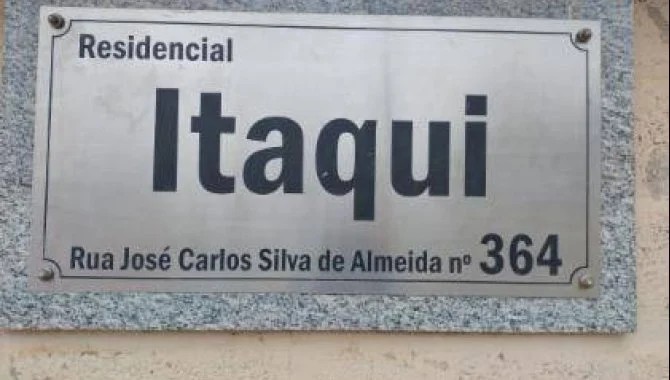 Residencial
Itaqui
Rua José Carlos Silva de Almeida nº 364